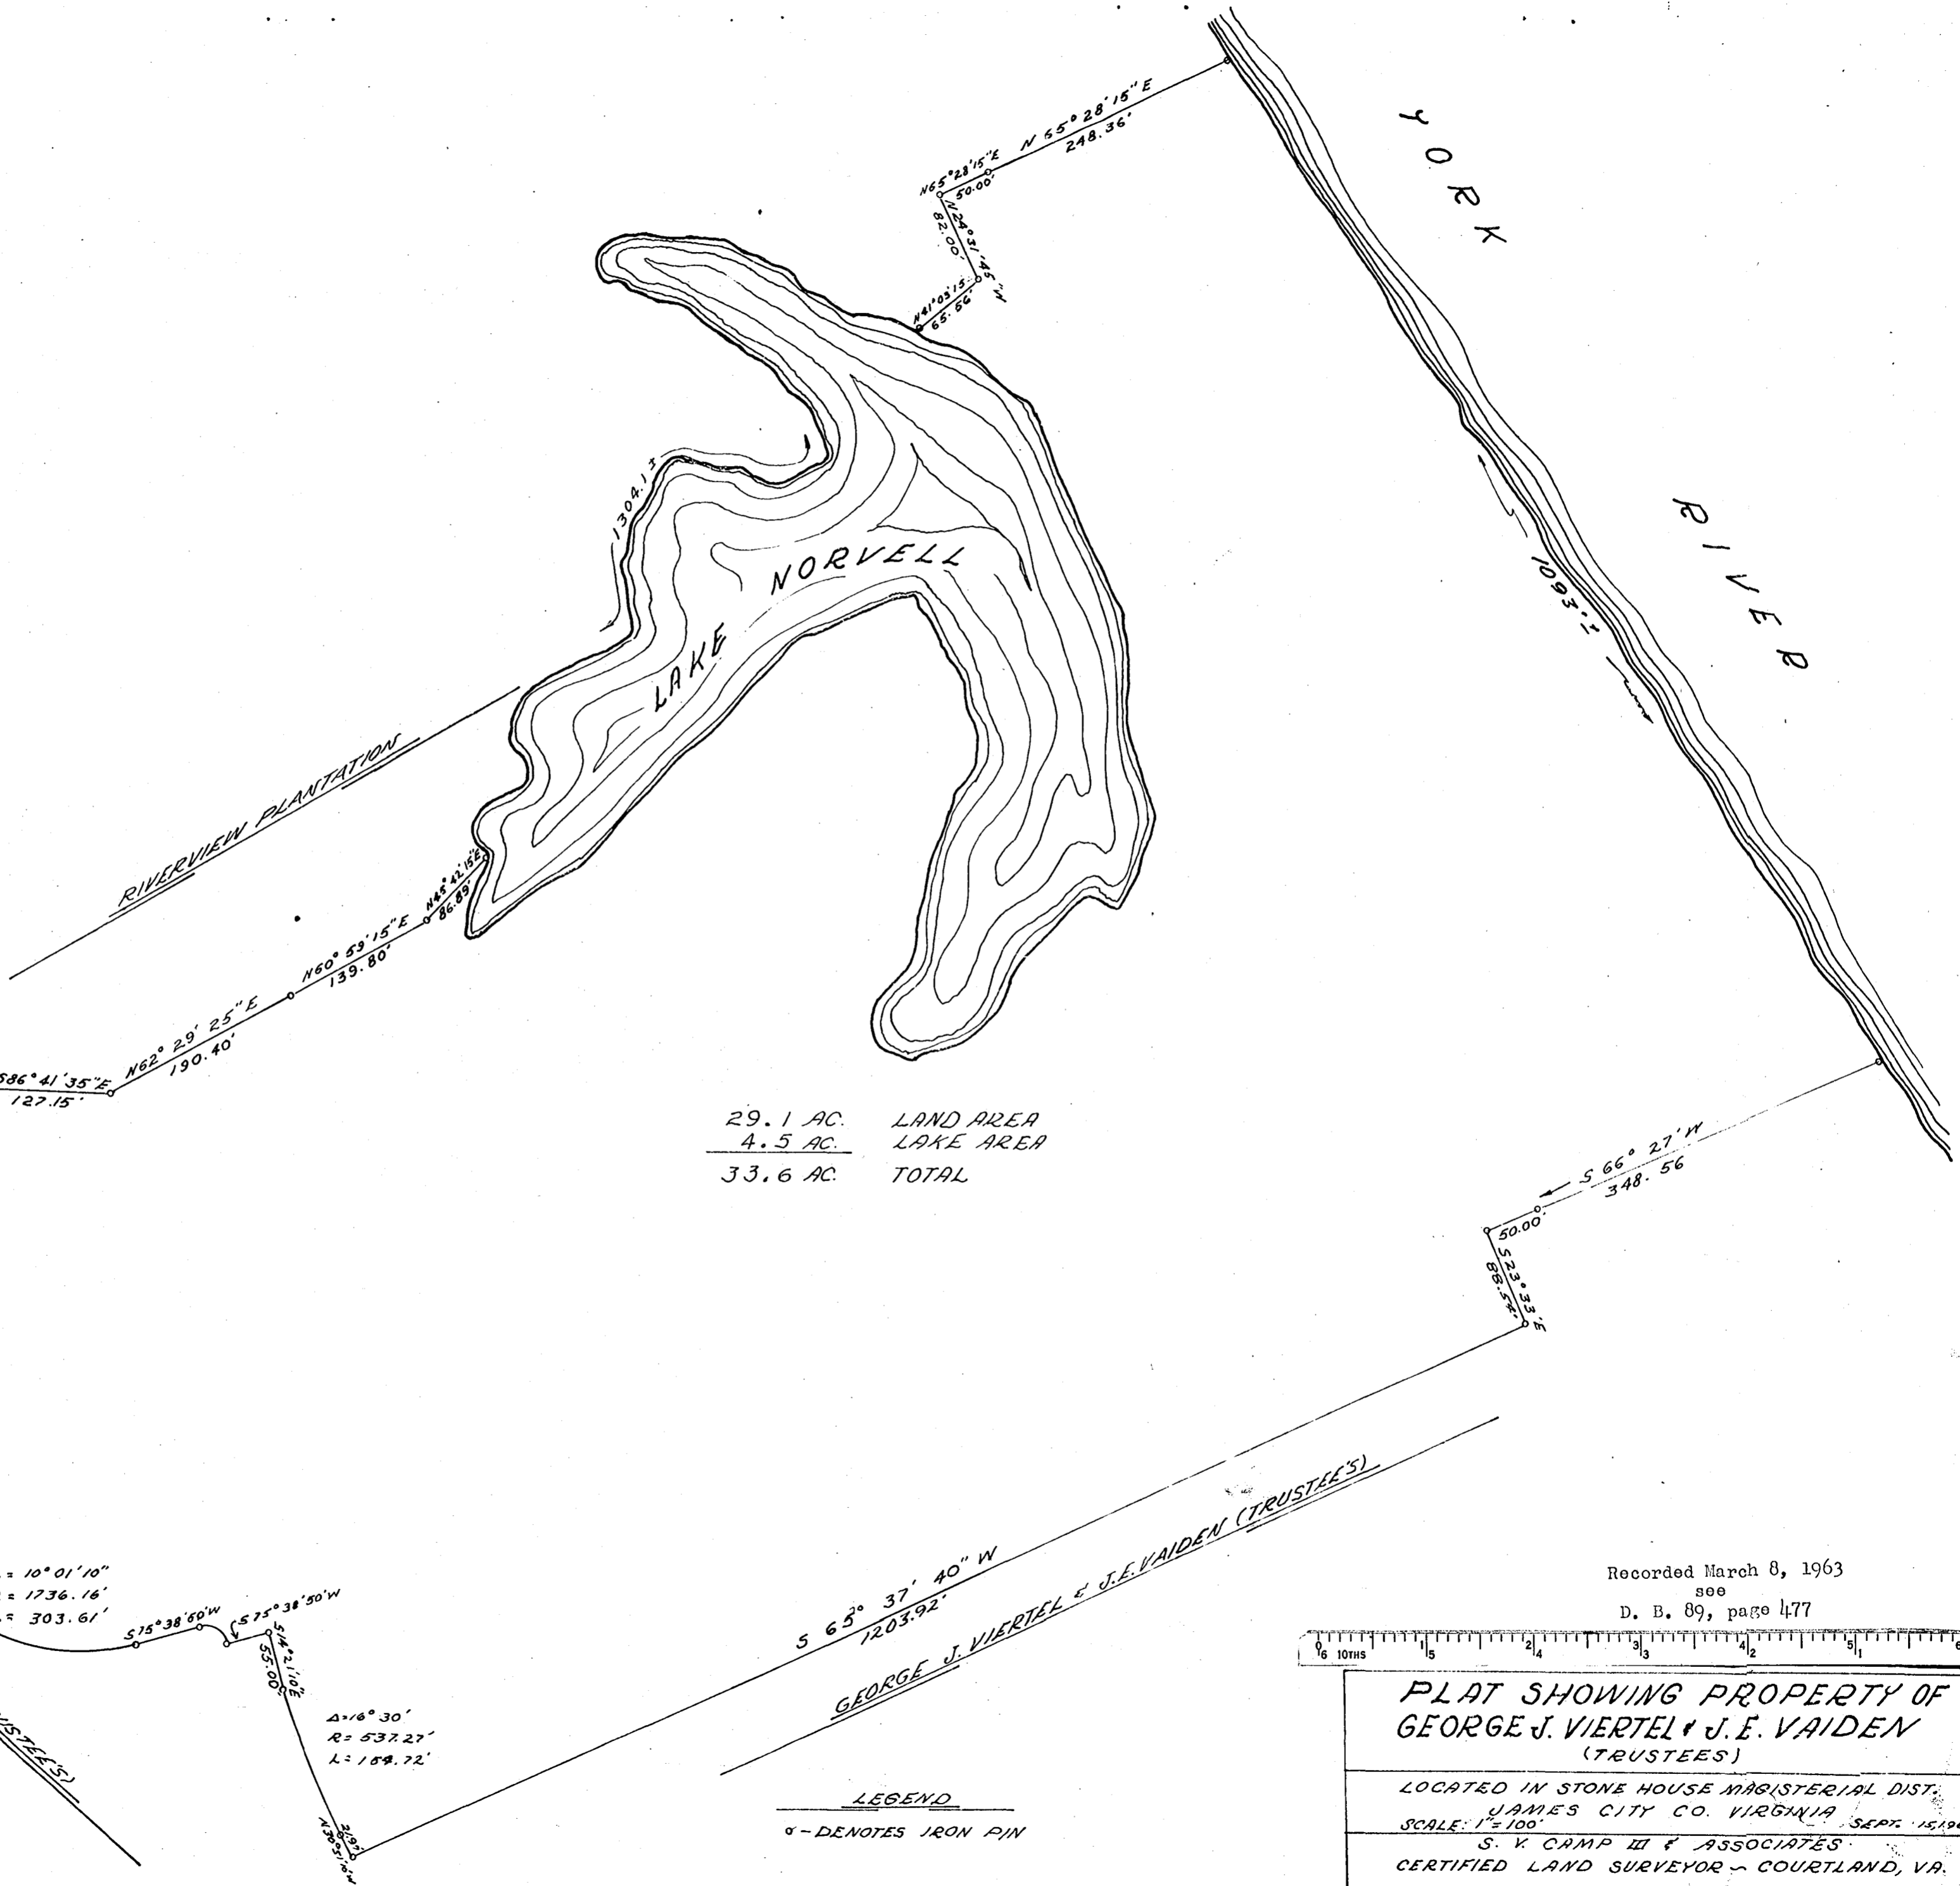 YORK
RIVER
N 65° 28' 15" E
248.36'
N65°28'15"E
50.00'
N24°31'45"W
82.00'
N41°03'15
65.56'
1304.1±
1093'±
LAKE NORVELL
RIVERVIEW PLANTATION
N45°42'15"E
86.89'
N60° 59' 15" E
139.80'
N62° 29' 25" E
190.40'
S86° 41' 35" E
127.15'
29.1 AC. LAND AREA
4.5 AC. LAKE AREA
33.6 AC. TOTAL
S 66° 27' W
348.56
50.00'
S23°33'E
88.54'
S 65° 37' 40" W
1203.92'
GEORGE J. VIERTEL & J.E. VAIDEN (TRUSTEE'S)
= 10° 01' 10"
= 1736.16'
= 303.61'
S75°38'50"W
S75°38'50"W
S14°21'10"E
55.00'
Δ=16° 30'
R= 537.27'
L= 154.72'
21.97'
USTEE'S)
LEGEND
o-DENOTES IRON PIN
Recorded March 8, 1963
see
D. B. 89, page 477
10THS
PLAT SHOWING PROPERTY OF
GEORGE J. VIERTEL & J. E. VAIDEN
(TRUSTEES)
LOCATED IN STONE HOUSE MAGISTERIAL DIST.
JAMES CITY CO. VIRGINIA
SCALE: 1"=100' SEPT. 15,
S. V. CAMP III & ASSOCIATES
CERTIFIED LAND SURVEYOR ~ COURTLAND, VA.